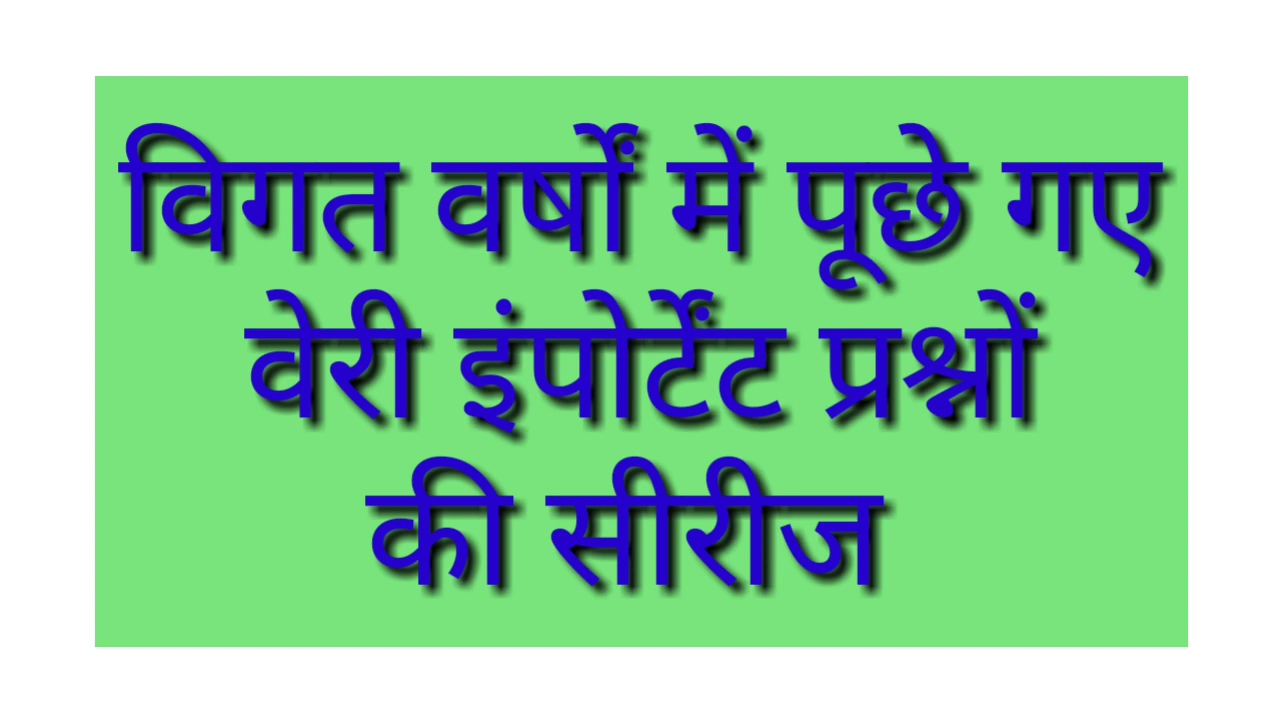 विगत वर्षों में पूछे गए
वेरी इंपोर्टेंट प्रश्नों
की सीरीज